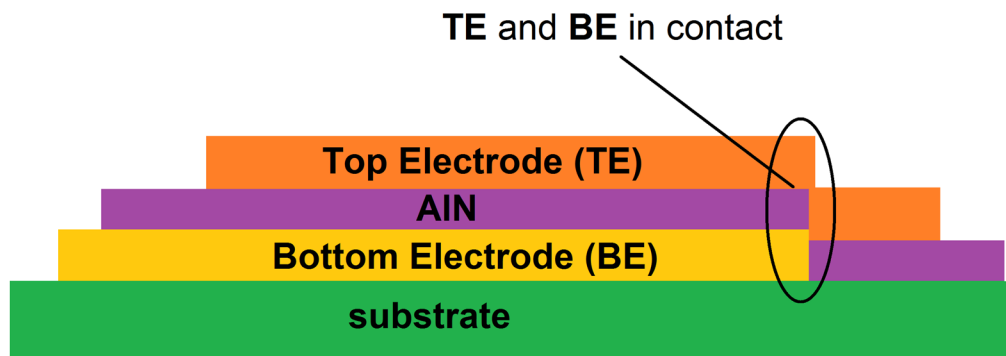 TE and BE in contact
Top Electrode (TE)
AlN
Bottom Electrode (BE)
substrate